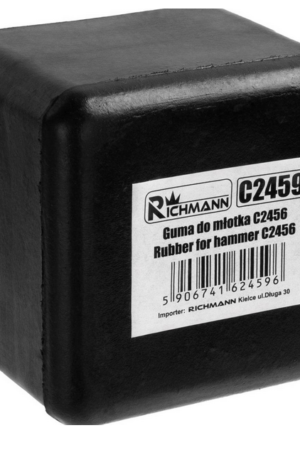 RICHMANN C2459
Guma do młotka C2456
Rubber for hammer C2456
5 906741 624596
Importer: RICHMANN Kielce ul.Długa 30